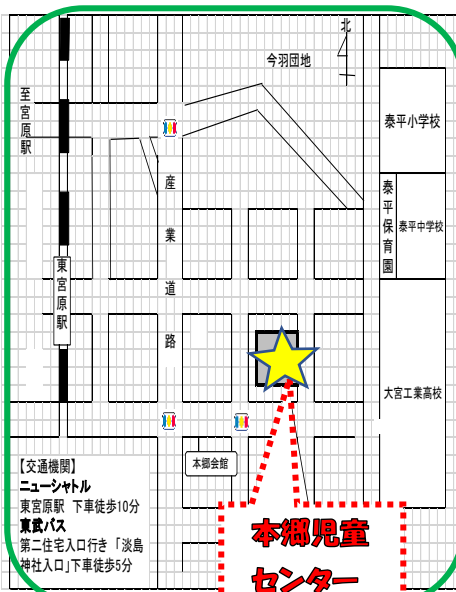 北
今羽団地
至宮原駅
泰平小学校
産業道路
泰平保育園
泰平中学校
東宮原駅
大宮工業高校
本郷会館
【交通機関】
ニューシャトル
東宮原駅 下車徒歩10分
東武バス
第二住宅入口行き「淡島
神社入口」下車徒歩5分
本郷児童
センター